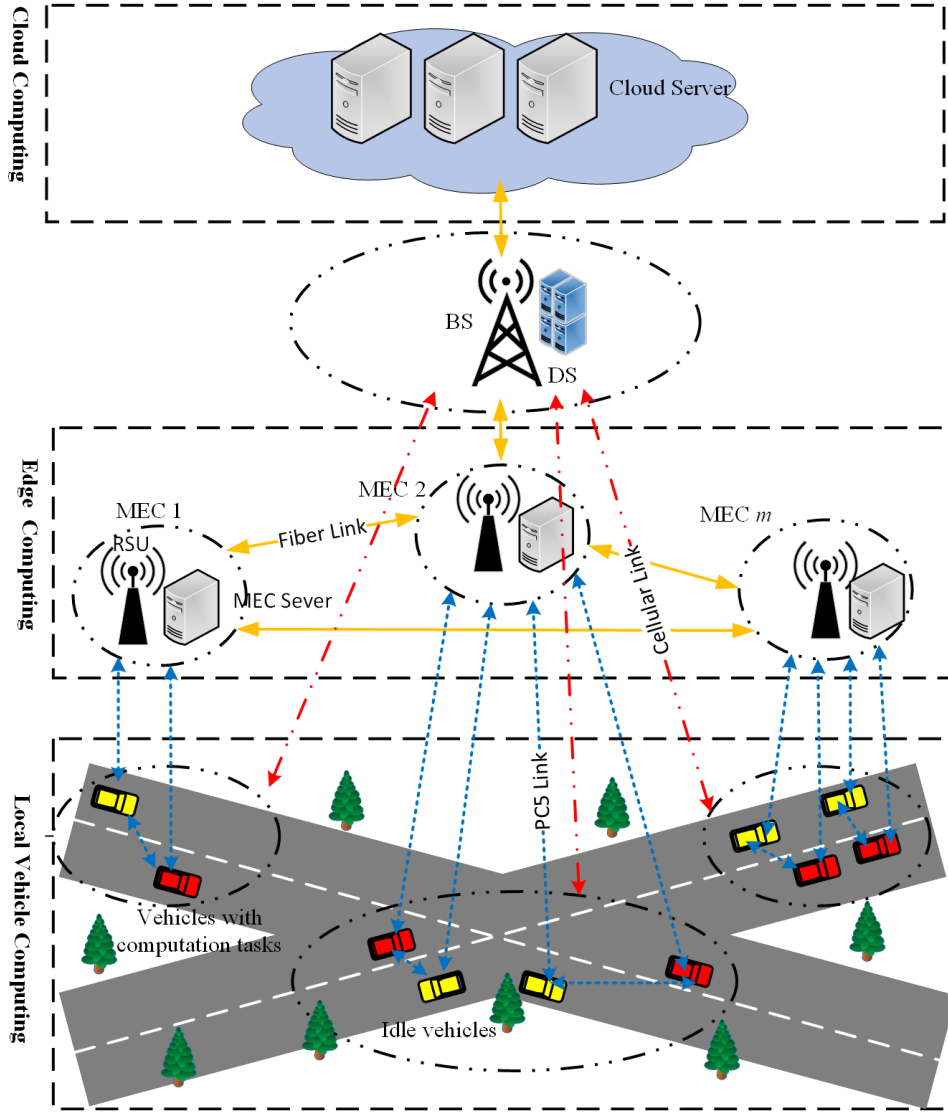 Cloud Computing
Cloud Server
BS
DS
Edge Computing
MEC 1
MEC 2
MEC m
RSU
Fiber Link
MEC Sever
Cellular Link
PC5 Link
Local Vehicle Computing
Vehicles with
computation tasks
Idle vehicles